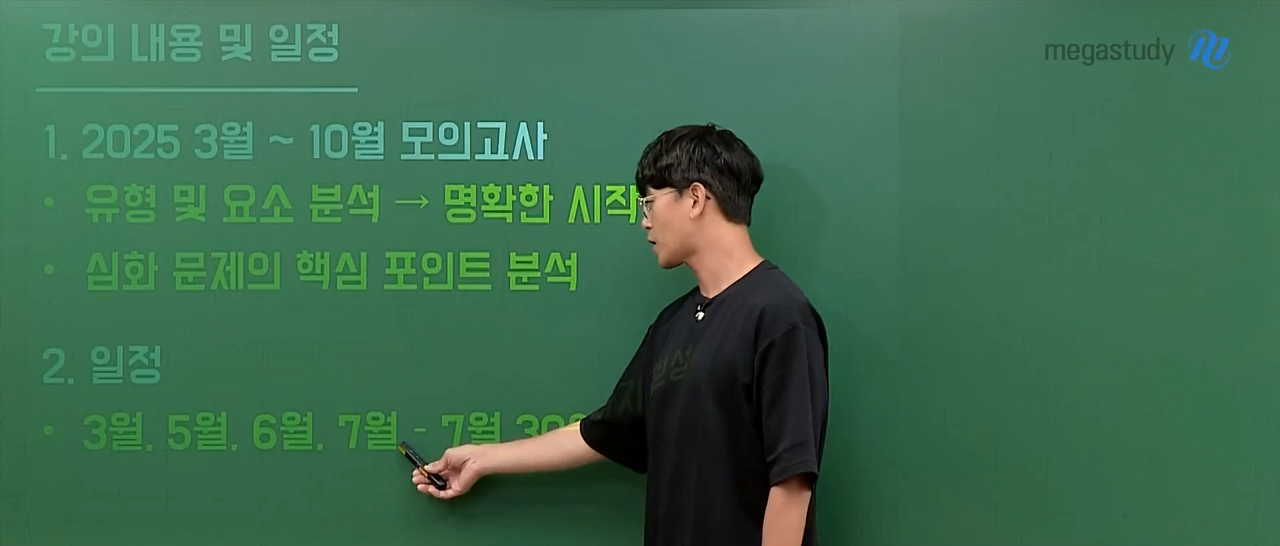 강의 내용 및 일정
megastudy
1. 2025 3월 ~ 10월 모의고사
• 유형 및 요소 분석 → 명확한 시작
• 심화 문제의 핵심 포인트 분석
2. 일정
• 3월, 5월, 6월, 7월 - 7월